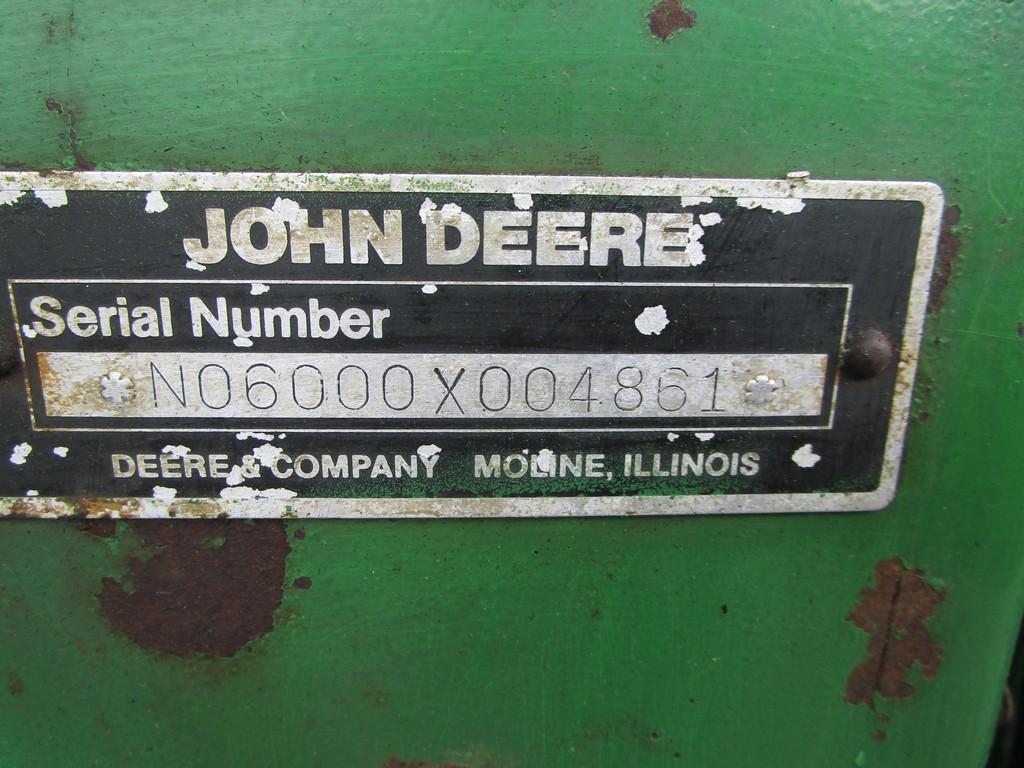 JOHN DEERE
Serial Number
N06000X004861
DEERE & COMPANY MOLINE, ILLINOIS